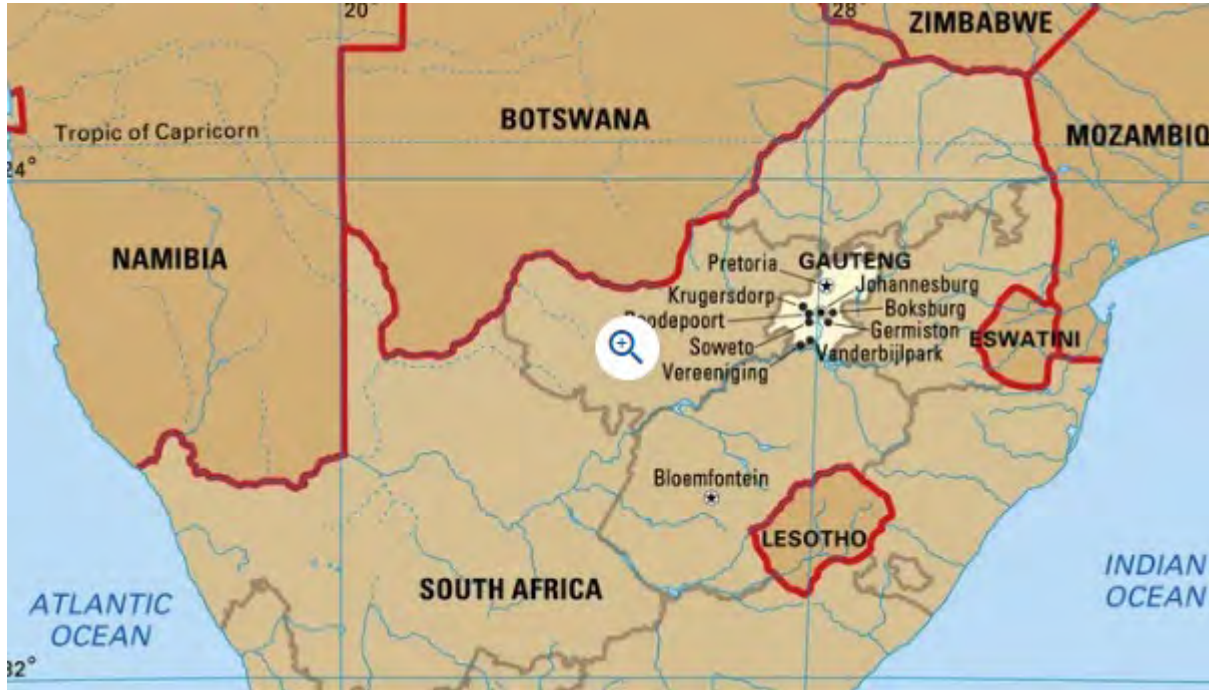 20
28
ZIMBABWE
BOTSWANA
Tropic of Capricorn
MOZAMBIQ
24°
NAMIBIA
Pretoria
GAUTENG
Johannesburg
Krugersdorp
Boksburg
Germiston
Soweto
ESWATINI
Vanderbijlpark
Vereeniging
Bloemfontein
LESOTHO
SOUTH AFRICA
INDIAN
OCEAN
ATLANTIC
OCEAN
32°